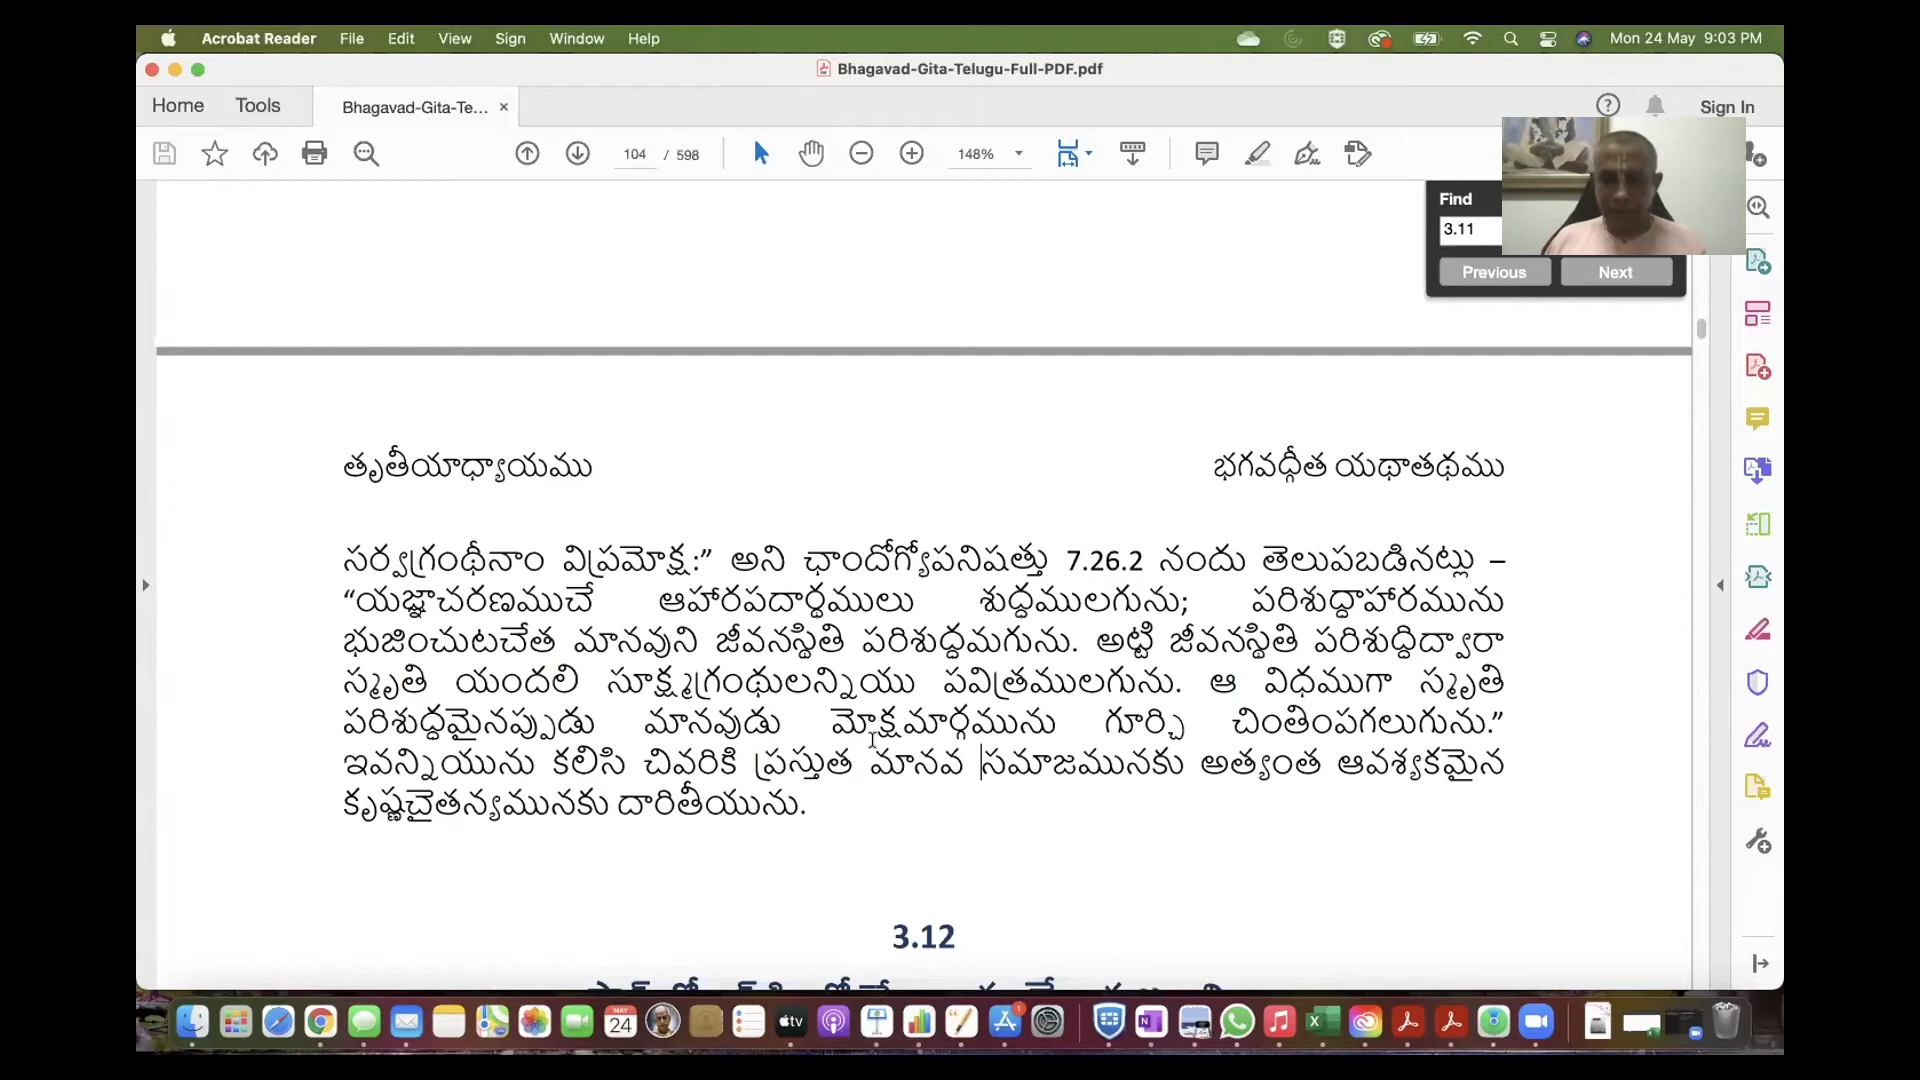 Acrobat Reader File Edit View Sign Window Help Mon 24 May 9:03 PM
Bhagavad-Gita-Telugu-Full-PDF.pdf
Home Tools Bhagavad-Gita-Te... × Sign In
104 / 598 148%
Find
3.11
Previous Next
తృతీయాధ్యాయము భగవద్గీత యథాతథము
సర్వగ్రంథీనాం విప్రమోక్షః” అని ఛాందోగ్యోపనిషత్తు 7.26.2 నందు తెలుపబడినట్లు –
“యజ్ఞాచరణముచే ఆహారపదార్థములు శుద్ధములగును; పరిశుద్ధాహారమును
భుజించుటచేత మానవుని జీవనస్థితి పరిశుద్ధమగును. అట్టి జీవనస్థితి పరిశుద్ధిద్వారా
స్మృతి యందలి సూక్ష్మగ్రంథులన్నియు పవిత్రములగును. ఆ విధముగా స్మృతి
పరిశుద్ధమైనప్పుడు మానవుడు మోక్షమార్గమును గూర్చి చింతింపగలుగును.”
ఇవన్నియును కలిసి చివరికి ప్రస్తుత మానవ సమాజమునకు అత్యంత ఆవశ్యకమైన
కృష్ణచైతన్యమునకు దారితీయును.
3.12
MAY 24 tv 1